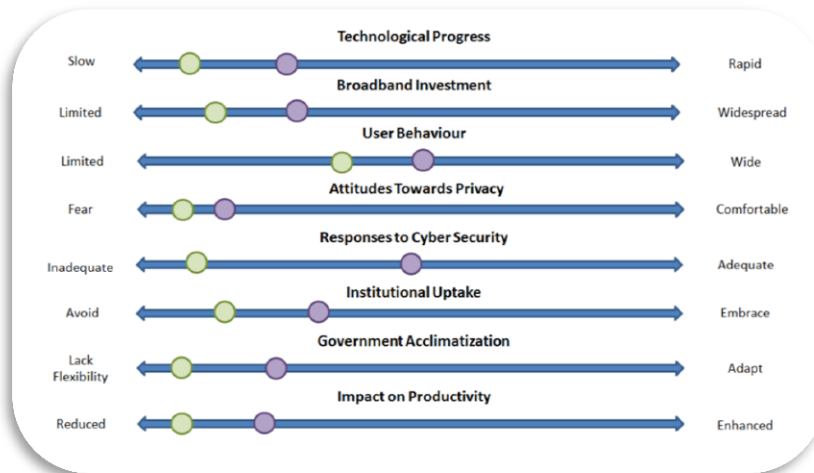 Technological Progress
Slow
Rapid
Broadband Investment
Limited
Widespread
User Behaviour
Limited
Wide
Attitudes Towards Privacy
Fear
Comfortable
Responses to Cyber Security
Inadequate
Adequate
Institutional Uptake
Avoid
Embrace
Government Acclimatization
Lack
Flexibility
Adapt
Impact on Productivity
Reduced
Enhanced